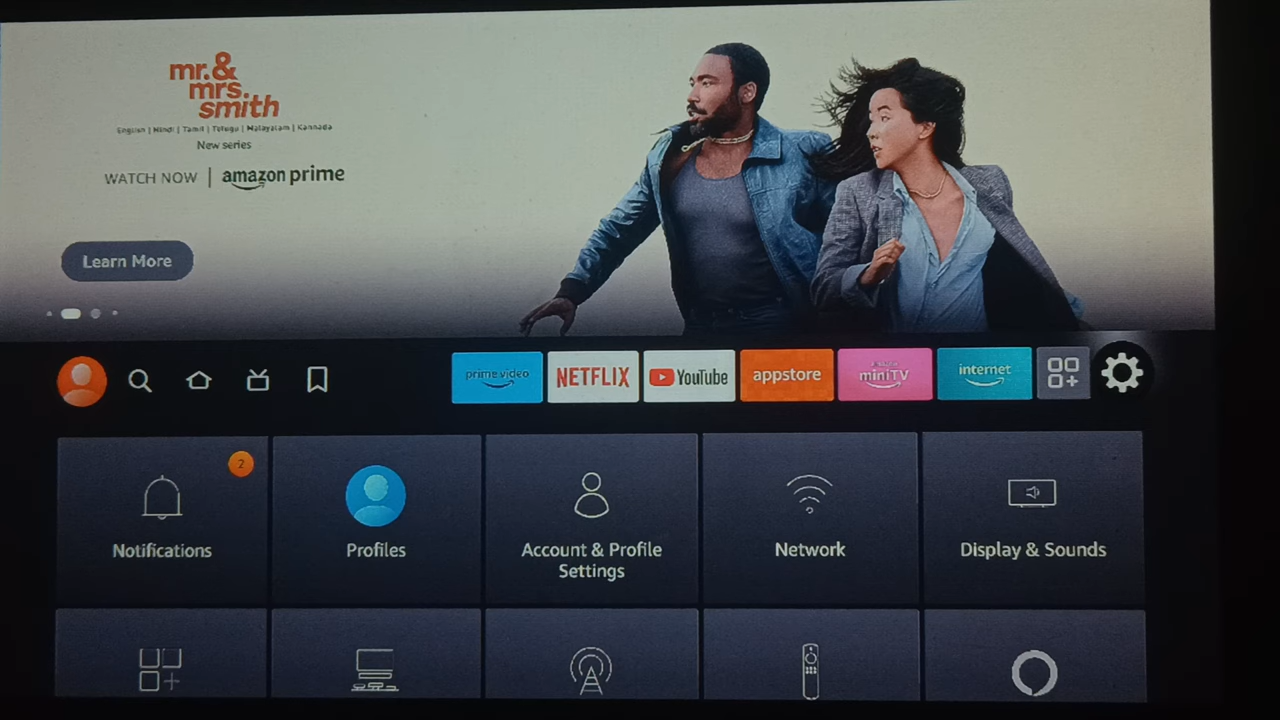 mr.&
mrs.
smith
English | Hindi | Tamil | Telugu | Malayalam | Kannada
New series
WATCH NOW | amazon prime
Learn More
prime video
NETFLIX
YouTube
appstore
miniTV
internet
2
Notifications
Profiles
Account & Profile
Settings
Network
Display & Sounds